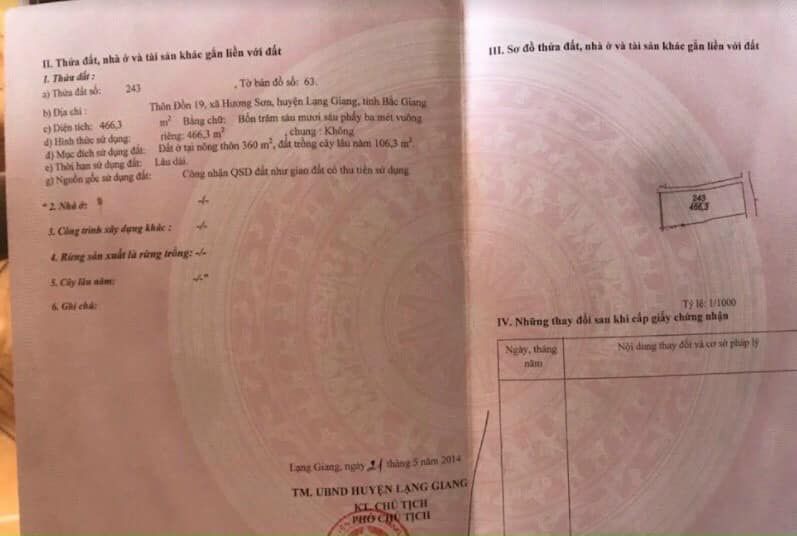 II. Thửa đất, nhà ở và tài sản khác gắn liền với đất
1. Thửa đất:
a) Thửa đất số: 243 , Tờ bản đồ số: 63.
b) Địa chỉ: Thôn Đồn 19, xã Hương Sơn, huyện Lạng Giang, tỉnh Bắc Giang
c) Diện tích: 466,3 m² Bằng chữ: Bốn trăm sáu mươi sáu phẩy ba mét vuông
d) Hình thức sử dụng: riêng: 466,3 m² , chung: Không
đ) Mục đích sử dụng đất: Đất ở tại nông thôn 360 m², đất trồng cây lâu năm 106,3 m².
e) Thời hạn sử dụng đất: Lâu dài.
g) Nguồn gốc sử dụng đất: Công nhận QSD đất như giao đất có thu tiền sử dụng
2. Nhà ở: -/-
3. Công trình xây dựng khác: -/-
4. Rừng sản xuất là rừng trồng: -/-
5. Cây lâu năm: -/-
6. Ghi chú:
Lạng Giang, ngày 21 tháng 5 năm 2014
TM. UBND HUYỆN LẠNG GIANG
KT. CHỦ TỊCH
PHÓ CHỦ TỊCH
III. Sơ đồ thửa đất, nhà ở và tài sản khác gắn liền với đất
243
466,3
Tỷ lệ: 1/1000
IV. Những thay đổi sau khi cấp giấy chứng nhận
Ngày, tháng năm
Nội dung thay đổi và cơ sở pháp lý